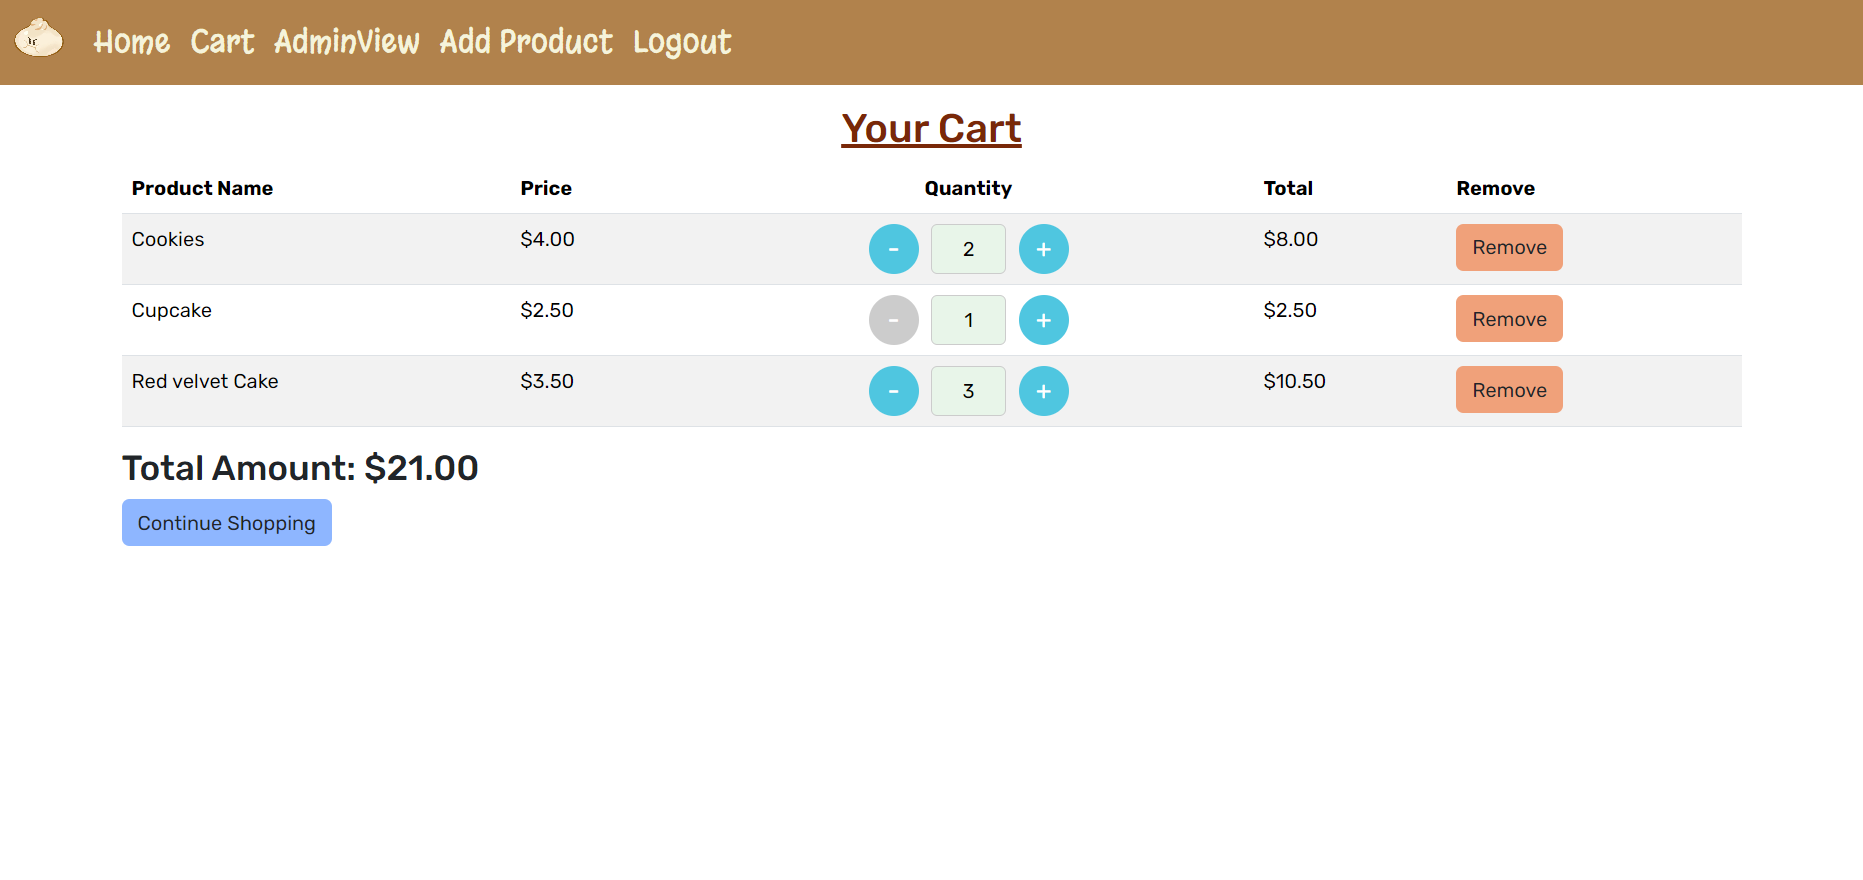 Home Cart AdminView Add Product Logout
Your Cart
Product Name Price Quantity Total Remove
Cookies $4.00 - 2 + $8.00 Remove
Cupcake $2.50 - 1 + $2.50 Remove
Red velvet Cake $3.50 - 3 + $10.50 Remove
Total Amount: $21.00
Continue Shopping